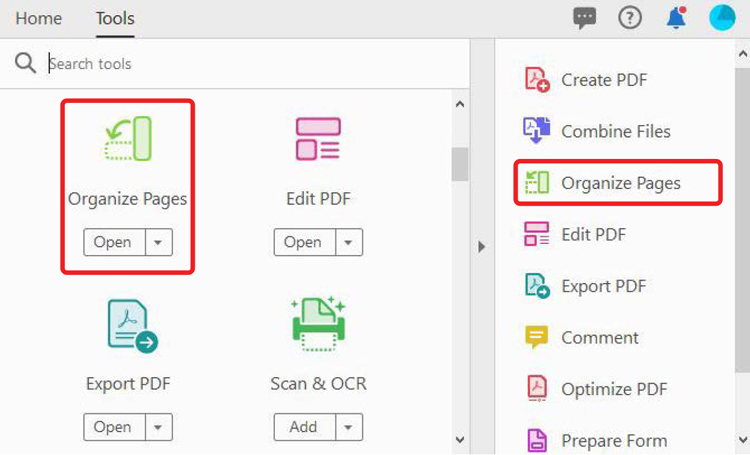 Home Tools
Search tools
Organize Pages Edit PDF
Open Open
Export PDF Scan & OCR
Open Add
Create PDF
Combine Files
Organize Pages
Edit PDF
Export PDF
Comment
Optimize PDF
Prepare Form